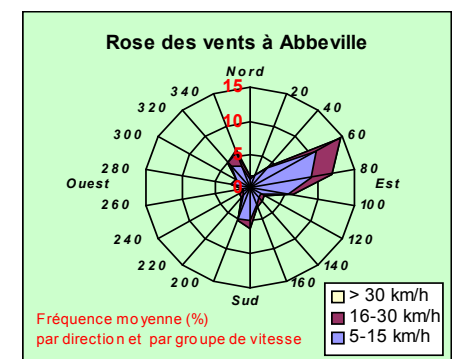 Rose des vents à Abbeville
Nord
20
40
60
80
Est
100
120
140
160
Sud
200
220
240
260
Ouest
280
300
320
340
15
10
5
0
Fréquence moyenne (%)
par direction et par groupe de vitesse
> 30 km/h
16-30 km/h
5-15 km/h